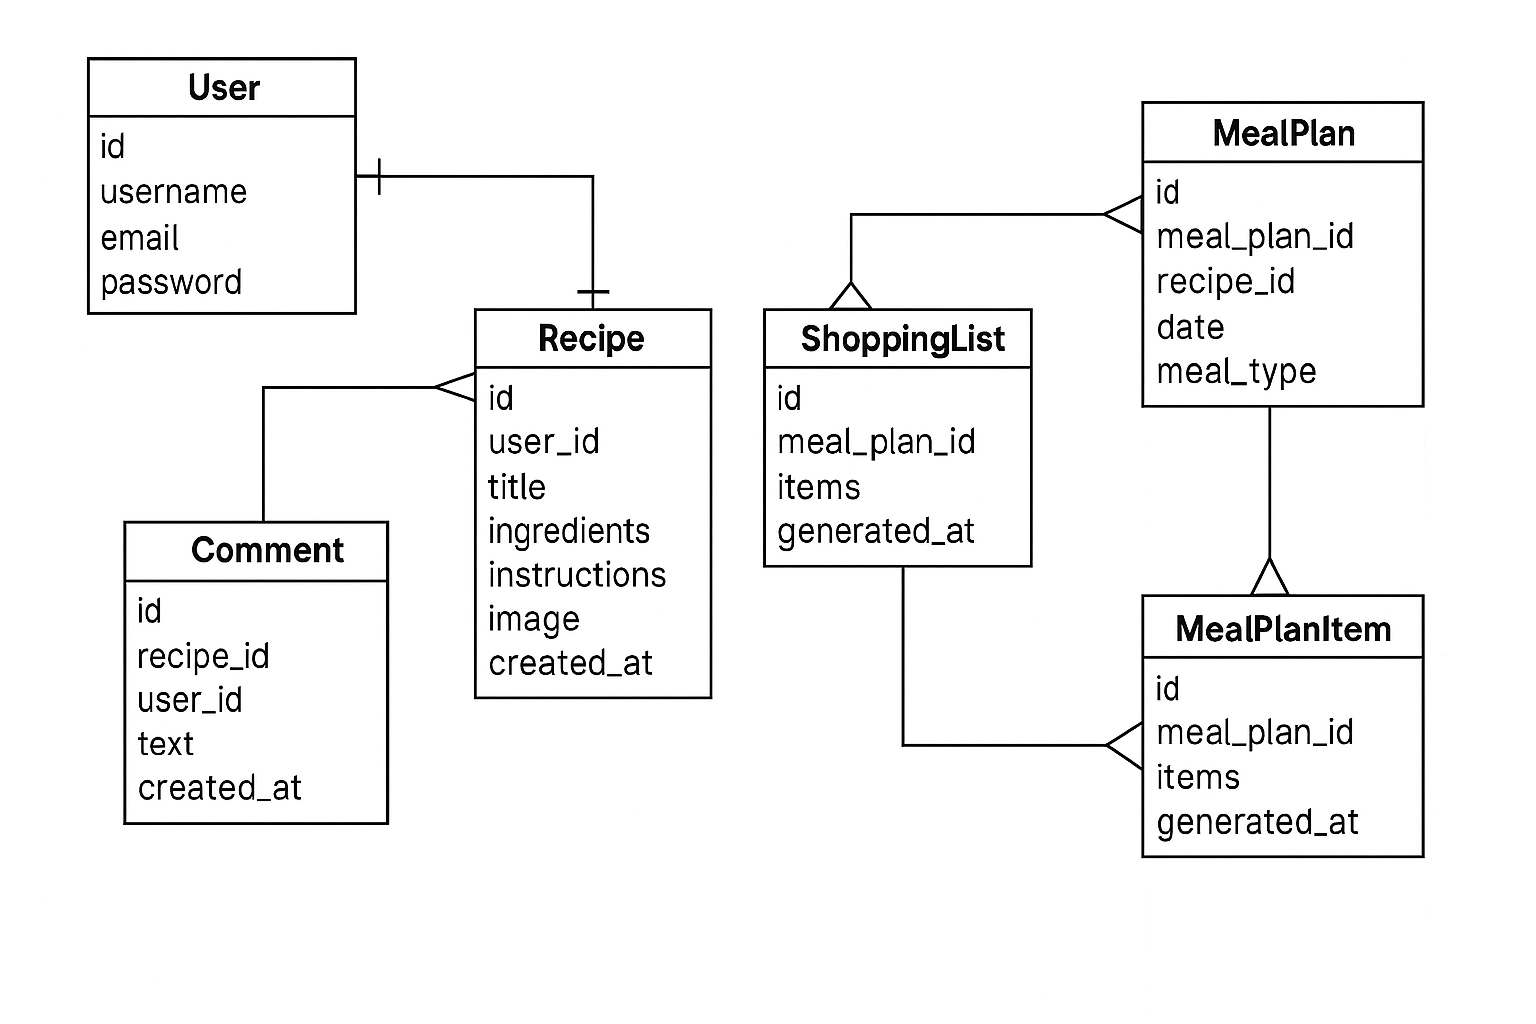 User
id
username
email
password
Recipe
id
user_id
title
ingredients
instructions
image
created_at
Comment
id
recipe_id
user_id
text
created_at
ShoppingList
id
meal_plan_id
items
generated_at
MealPlan
id
meal_plan_id
recipe_id
date
meal_type
MealPlanItem
id
meal_plan_id
items
generated_at